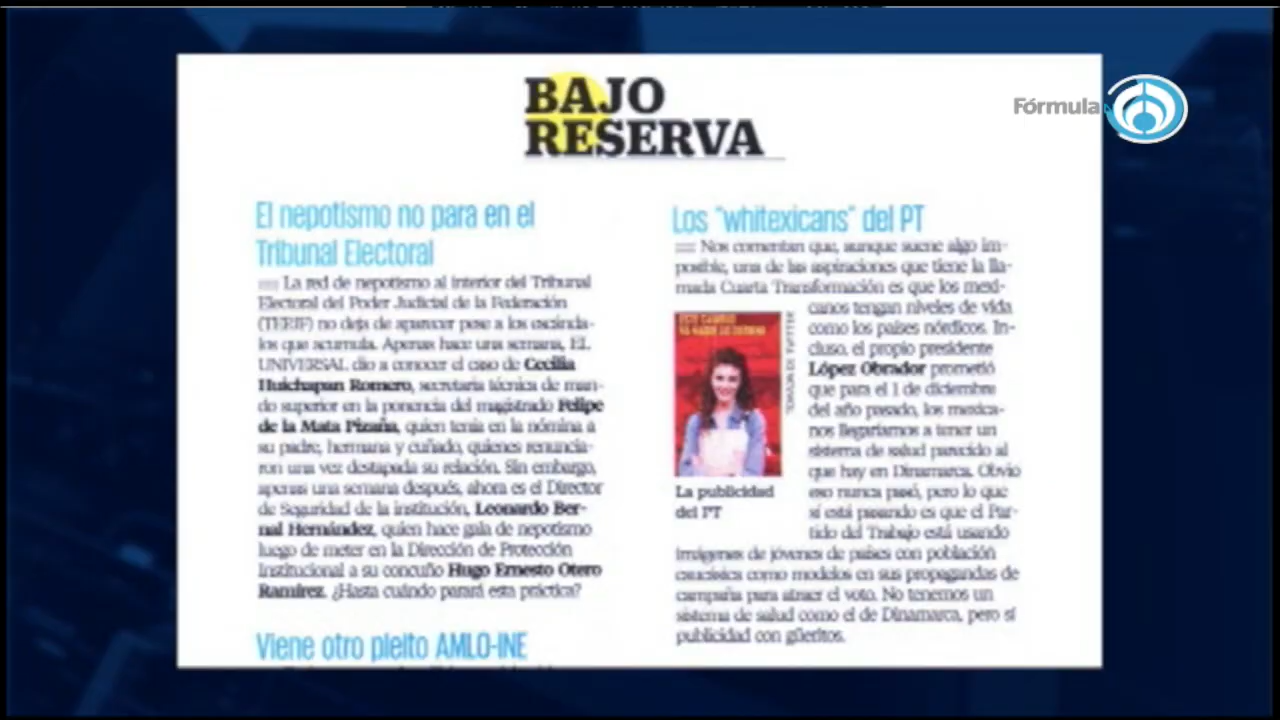 BAJO
RESERVA
Fórmula
El nepotismo no para en el
Tribunal Electoral
La red de nepotismo al interior del Tribunal
Electoral del Poder Judicial de la Federación
(TEPJF) no deja de aparecer pese a los escánda-
los que acumula. Apenas hace una semana, EL
UNIVERSAL dio a conocer el caso de Cecilia
Huichapan Romero, secretaria técnica de man-
do superior en la ponencia del magistrado Felipe
de la Mata Pizaña, quien tenía en la nómina a
su padre, hermana y cuñado, quienes renuncia-
ron una vez destapada su relación. Sin embargo,
apenas una semana después, ahora es el Director
de Seguridad de la institución, Leonardo Ber-
nal Hernández, quien hace gala de nepotismo
luego de meter en la Dirección de Protección
Institucional a su concuño Hugo Ernesto Otero
Ramírez. ¿Hasta cuándo parará esta práctica?
Viene otro pleito AMLO-INE
Los "whitexicans" del PT
Nos comentan que, aunque suene algo im-
posible, una de las aspiraciones que tiene la lla-
mada Cuarta Transformación es que los mexi-
canos tengan niveles de vida
como los países nórdicos. In-
cluso, el propio presidente
López Obrador prometió
que para el 1 de diciembre
del año pasado, los mexica-
nos llegaríamos a tener un
sistema de salud parecido al
que hay en Dinamarca. Obvio
eso nunca pasó, pero lo que
sí está pasando es que el Par-
tido del Trabajo está usando
imágenes de jóvenes de países con población
caucásica como modelos en sus propagandas de
campaña para atraer el voto. No tenemos un
sistema de salud como el de Dinamarca, pero sí
publicidad con güeritos.
ESTE CAMBIO
NO NADIE LO DETIENE
TOMADA DE TWITTER
La publicidad
del PT